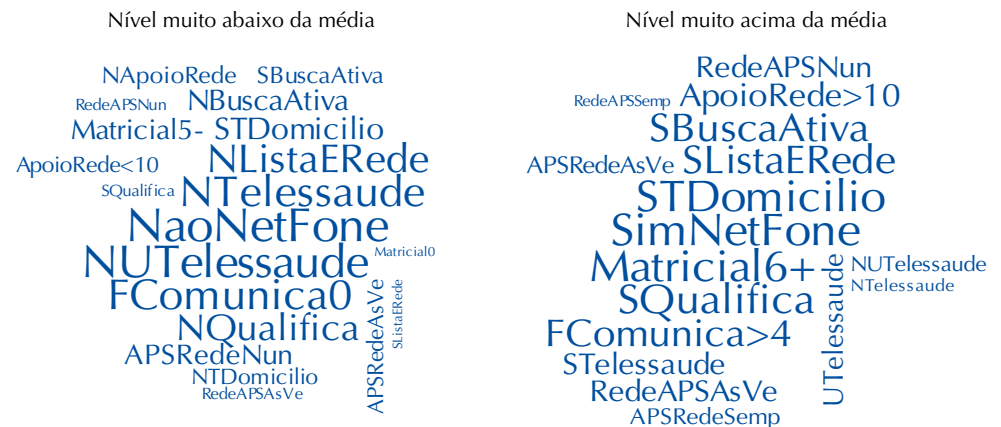 Nível muito abaixo da média
NApoioRede SBuscaAtiva
RedeAPSNun NBuscaAtiva
Matricial5- STDomicilio
ApoioRede<10 NListaERede
SQualifica NTelessaude
NaoNetFone
NUTelessaude Matricial0
FComunica0
NQualifica
APSRedeAsVe
SListaERede
APSRedeNun
NTDomicilio
RedeAPSAsVe
Nível muito acima da média
RedeAPSNun
RedeAPSSemp ApoioRede>10
SBuscaAtiva
APSRedeAsVe SListaERede
STDomicilio
SimNetFone
Matricial6++ NUTelessaude
NTelessaude
SQualifica
UTelessaude
FComunica>4
STelessaude
RedeAPSAsVe
APSRedeSemp